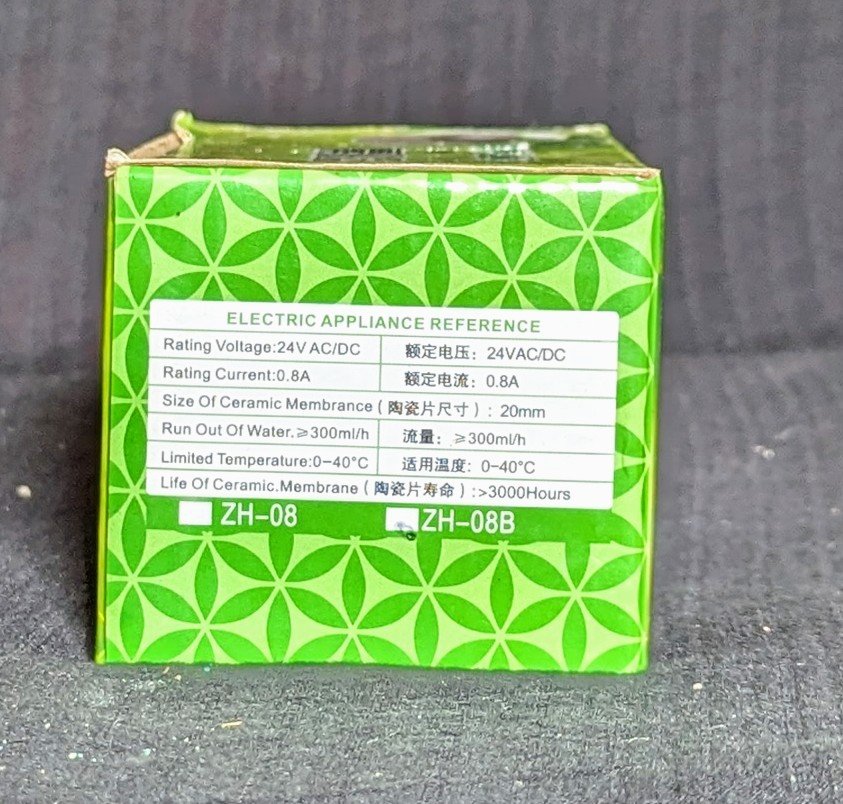 ELECTRIC APPLIANCE REFERENCE
Rating Voltage:24V AC/DC 额定电压：24VAC/DC
Rating Current:0.8A 额定电流：0.8A
Size Of Ceramic Membrance（陶瓷片尺寸）：20mm
Run Out Of Water.≥300ml/h 流量：≥300ml/h
Limited Temperature:0-40°C 适用温度：0-40°C
Life Of Ceramic.Membrane（陶瓷片寿命）:>3000Hours
ZH-08 ZH-08B